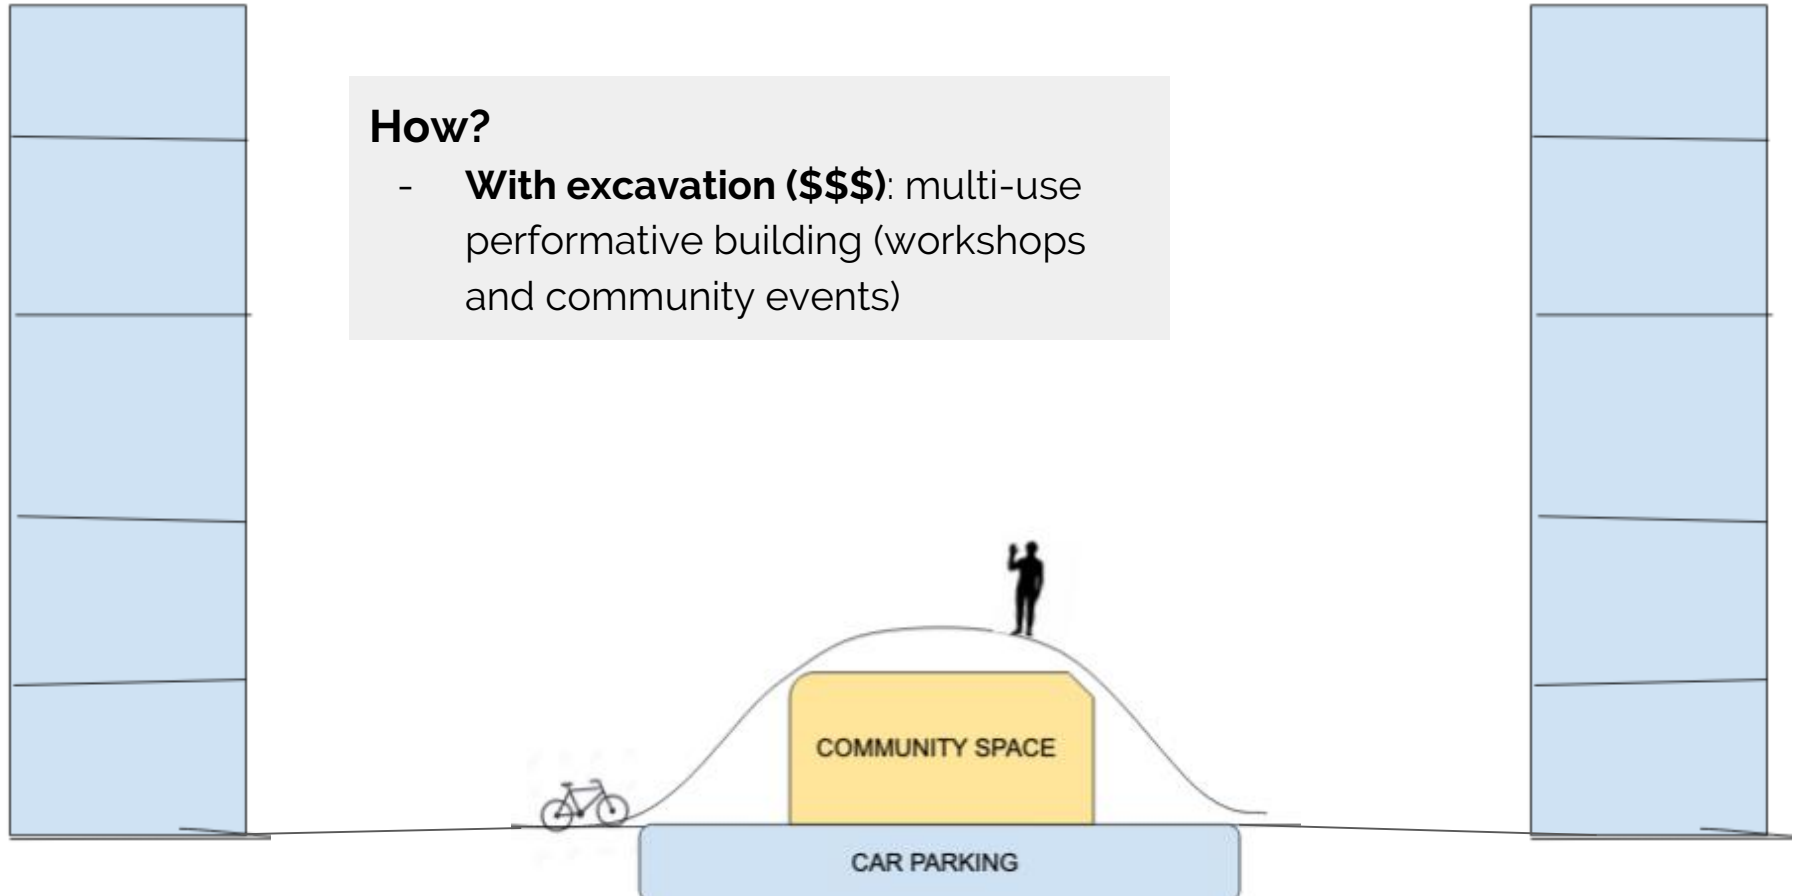 How?
- With excavation ($$$): multi-use
performative building (workshops
and community events)
COMMUNITY SPACE
CAR PARKING